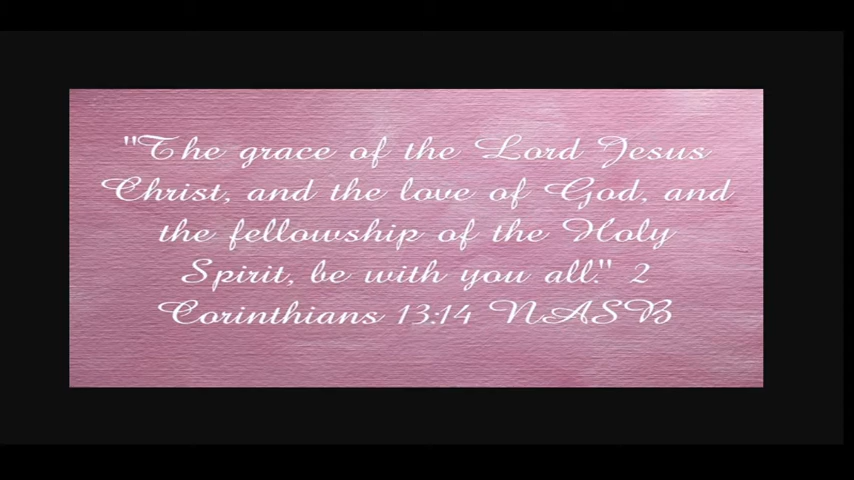 "The grace of the Lord Jesus
Christ, and the love of God, and
the fellowship of the Holy
Spirit, be with you all." 2
Corinthians 13:14 NASB